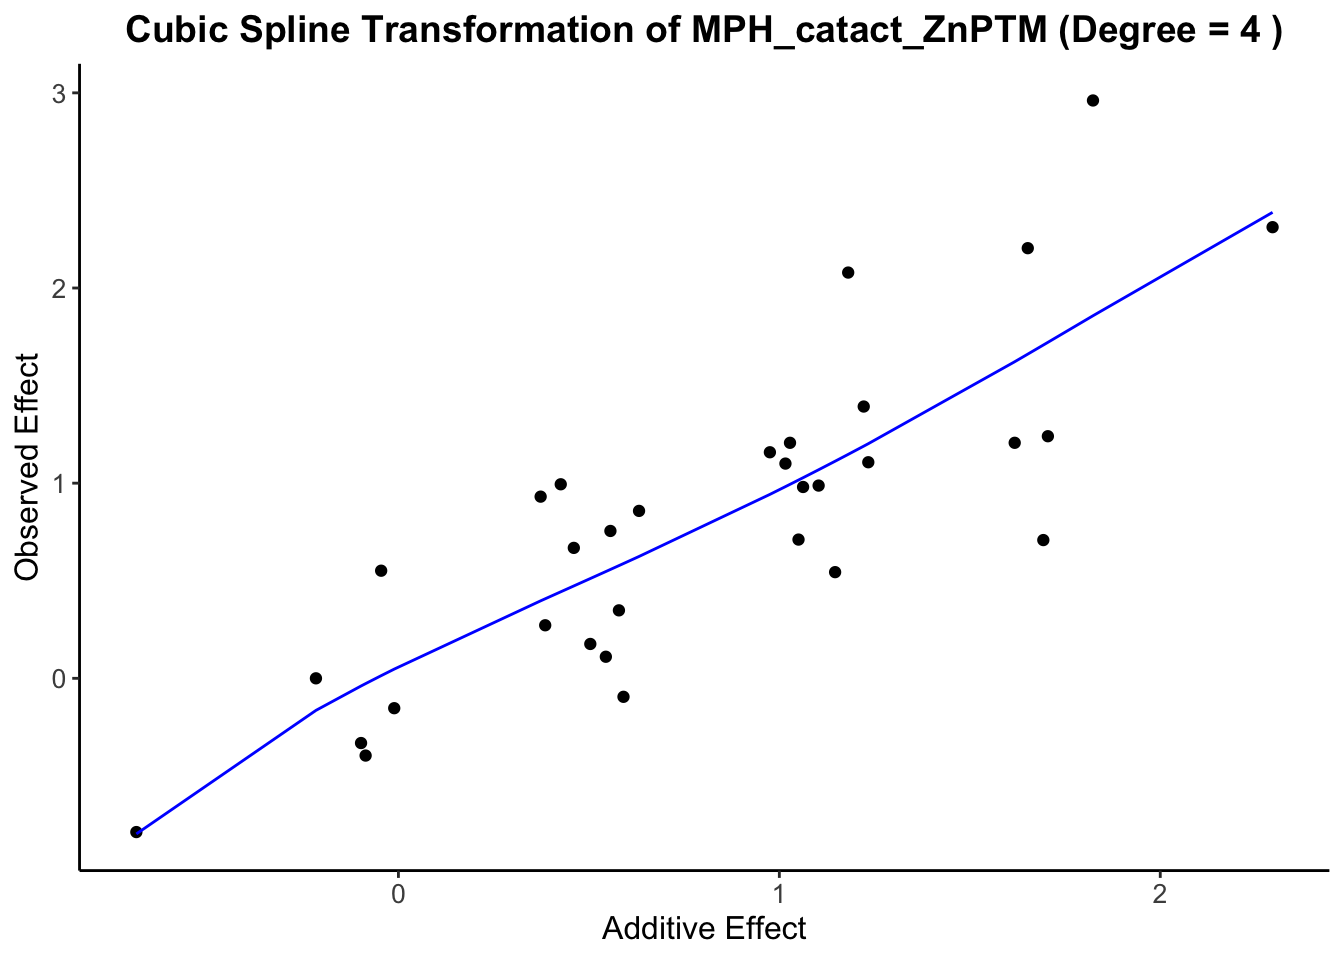 Cubic Spline Transformation of MPH_catact_ZnPTM (Degree = 4 )
3
2
1
0
Observed Effect
0 1 2
Additive Effect